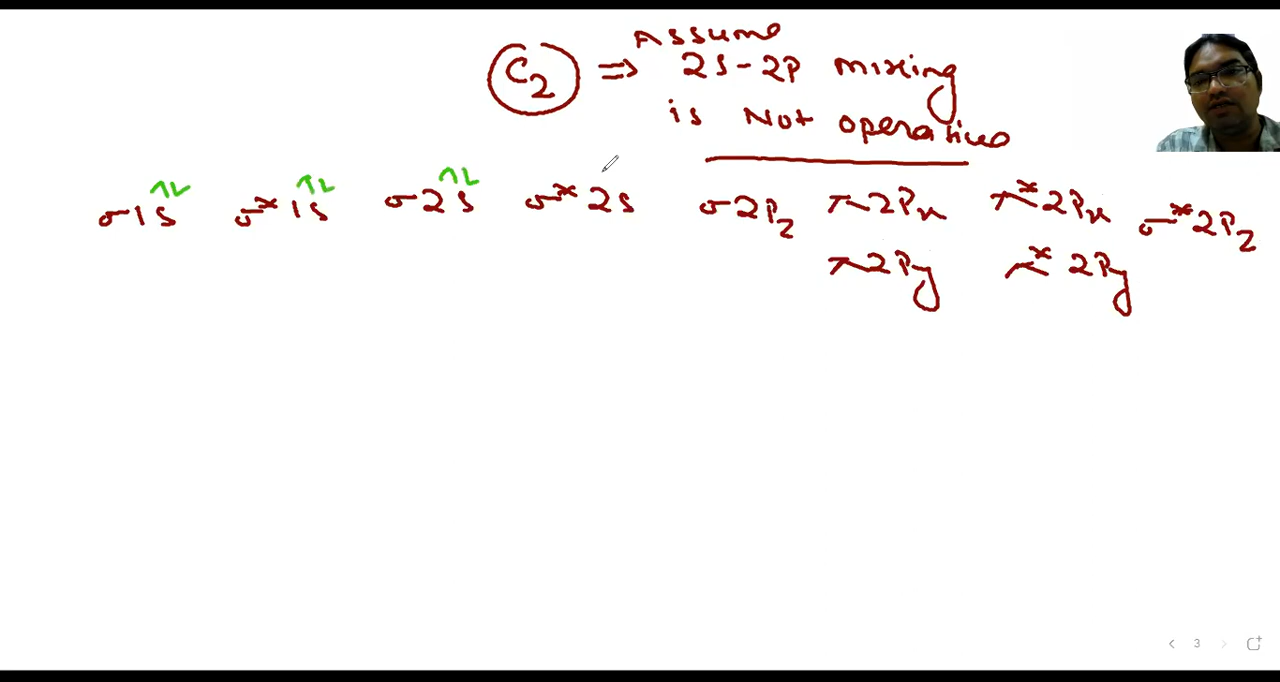 Assume
C₂ ⇒ 2S-2P mixing
is Not operative
↑↓ ↑↓ ↑↓
σ1s σ*1s σ2s σ*2s σ2Pz π2Px π*2Px σ*2Pz
π2Py π*2Py
3